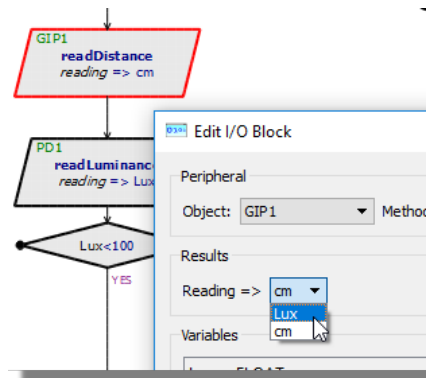 GIP1
readDistance
reading => cm
PD1
readLuminanc
reading => Lux
Lux<100
YES
Edit I/O Block
Peripheral
Object: GIP1 Method
Results
Reading => cm
Lux
cm
Variables